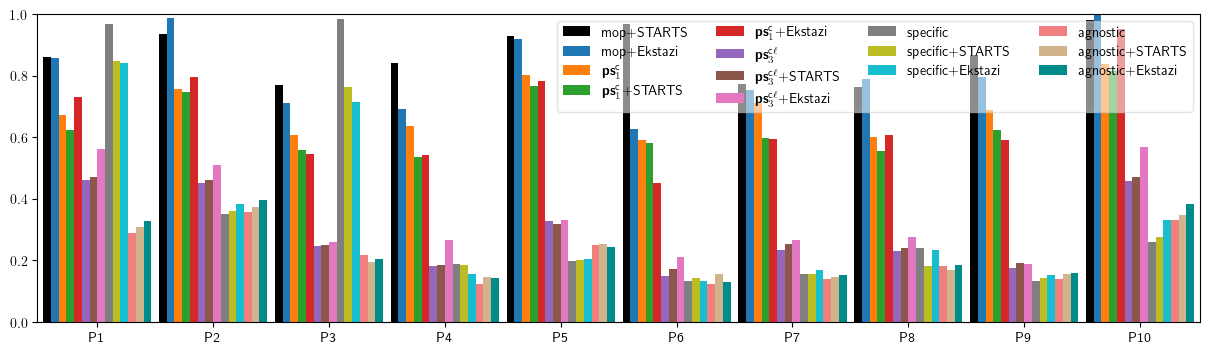 1.0
0.8
0.6
0.4
0.2
0.0
mop+STARTS
mop+Ekstazi
ps₁ᶜ
ps₁ᶜ+STARTS
ps₁ᶜ+Ekstazi
ps₃ᶜℓ
ps₃ᶜℓ+STARTS
ps₃ᶜℓ+Ekstazi
specific
specific+STARTS
specific+Ekstazi
agnostic
agnostic+STARTS
agnostic+Ekstazi
P1 P2 P3 P4 P5 P6 P7 P8 P9 P10